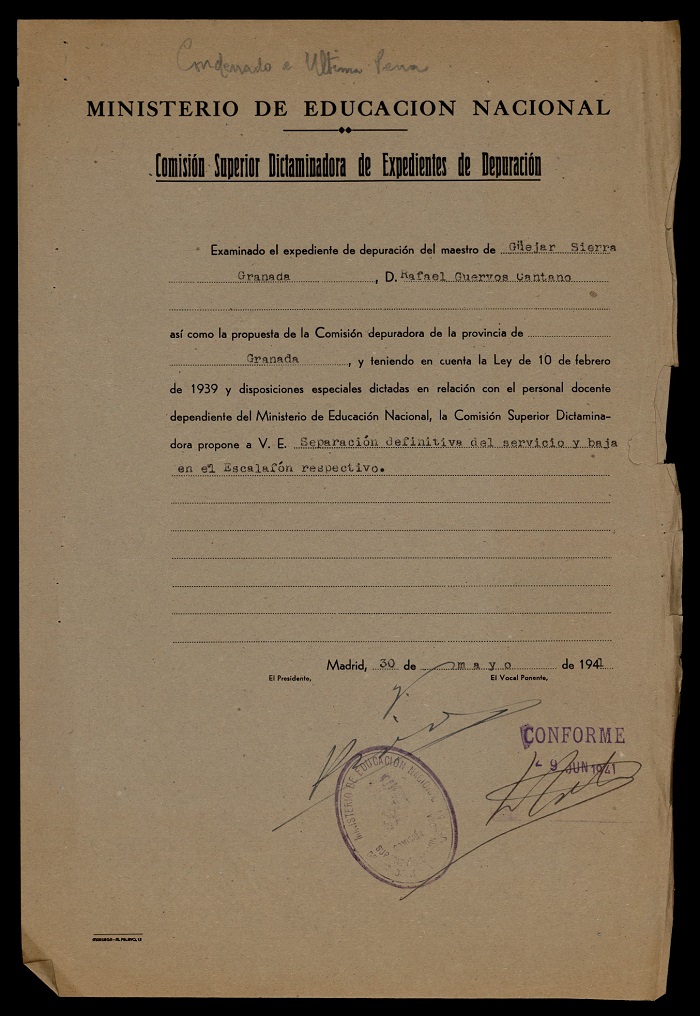 Condenado a Ultima Pena
MINISTERIO DE EDUCACION NACIONAL
Comisión Superior Dictaminadora de Expedientes de Depuración
Examinado el expediente de depuración del maestro de Güejar Sierra
Granada , D. Rafael Cuervos Cantano
así como la propuesta de la Comisión depuradora de la provincia de
Granada , y teniendo en cuenta la Ley de 10 de febrero
de 1939 y disposiciones especiales dictadas en relación con el personal docente
dependiente del Ministerio de Educación Nacional, la Comisión Superior Dictamina-
dora propone a V. E. Separación definitiva del servicio y baja
en el Escalafón respectivo.
Madrid, 30 de mayo de 1941
El Presidente, El Vocal Ponente,
CONFORME
9 JUN 1941
MINISTERIO DE EDUCACIÓN NACIONAL